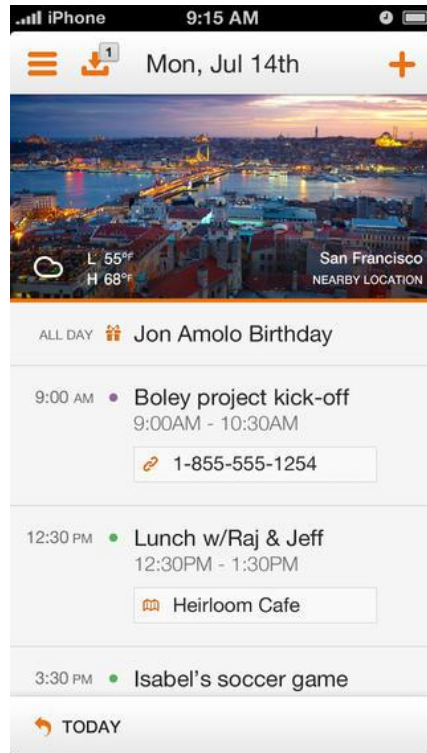 iPhone 9:15 AM
1
Mon, Jul 14th
L 55°F
H 68°F
San Francisco
NEARBY LOCATION
ALL DAY Jon Amolo Birthday
9:00 AM Boley project kick-off
9:00AM - 10:30AM
1-855-555-1254
12:30 PM Lunch w/Raj & Jeff
12:30PM - 1:30PM
Heirloom Cafe
3:30 PM Isabel's soccer game
TODAY